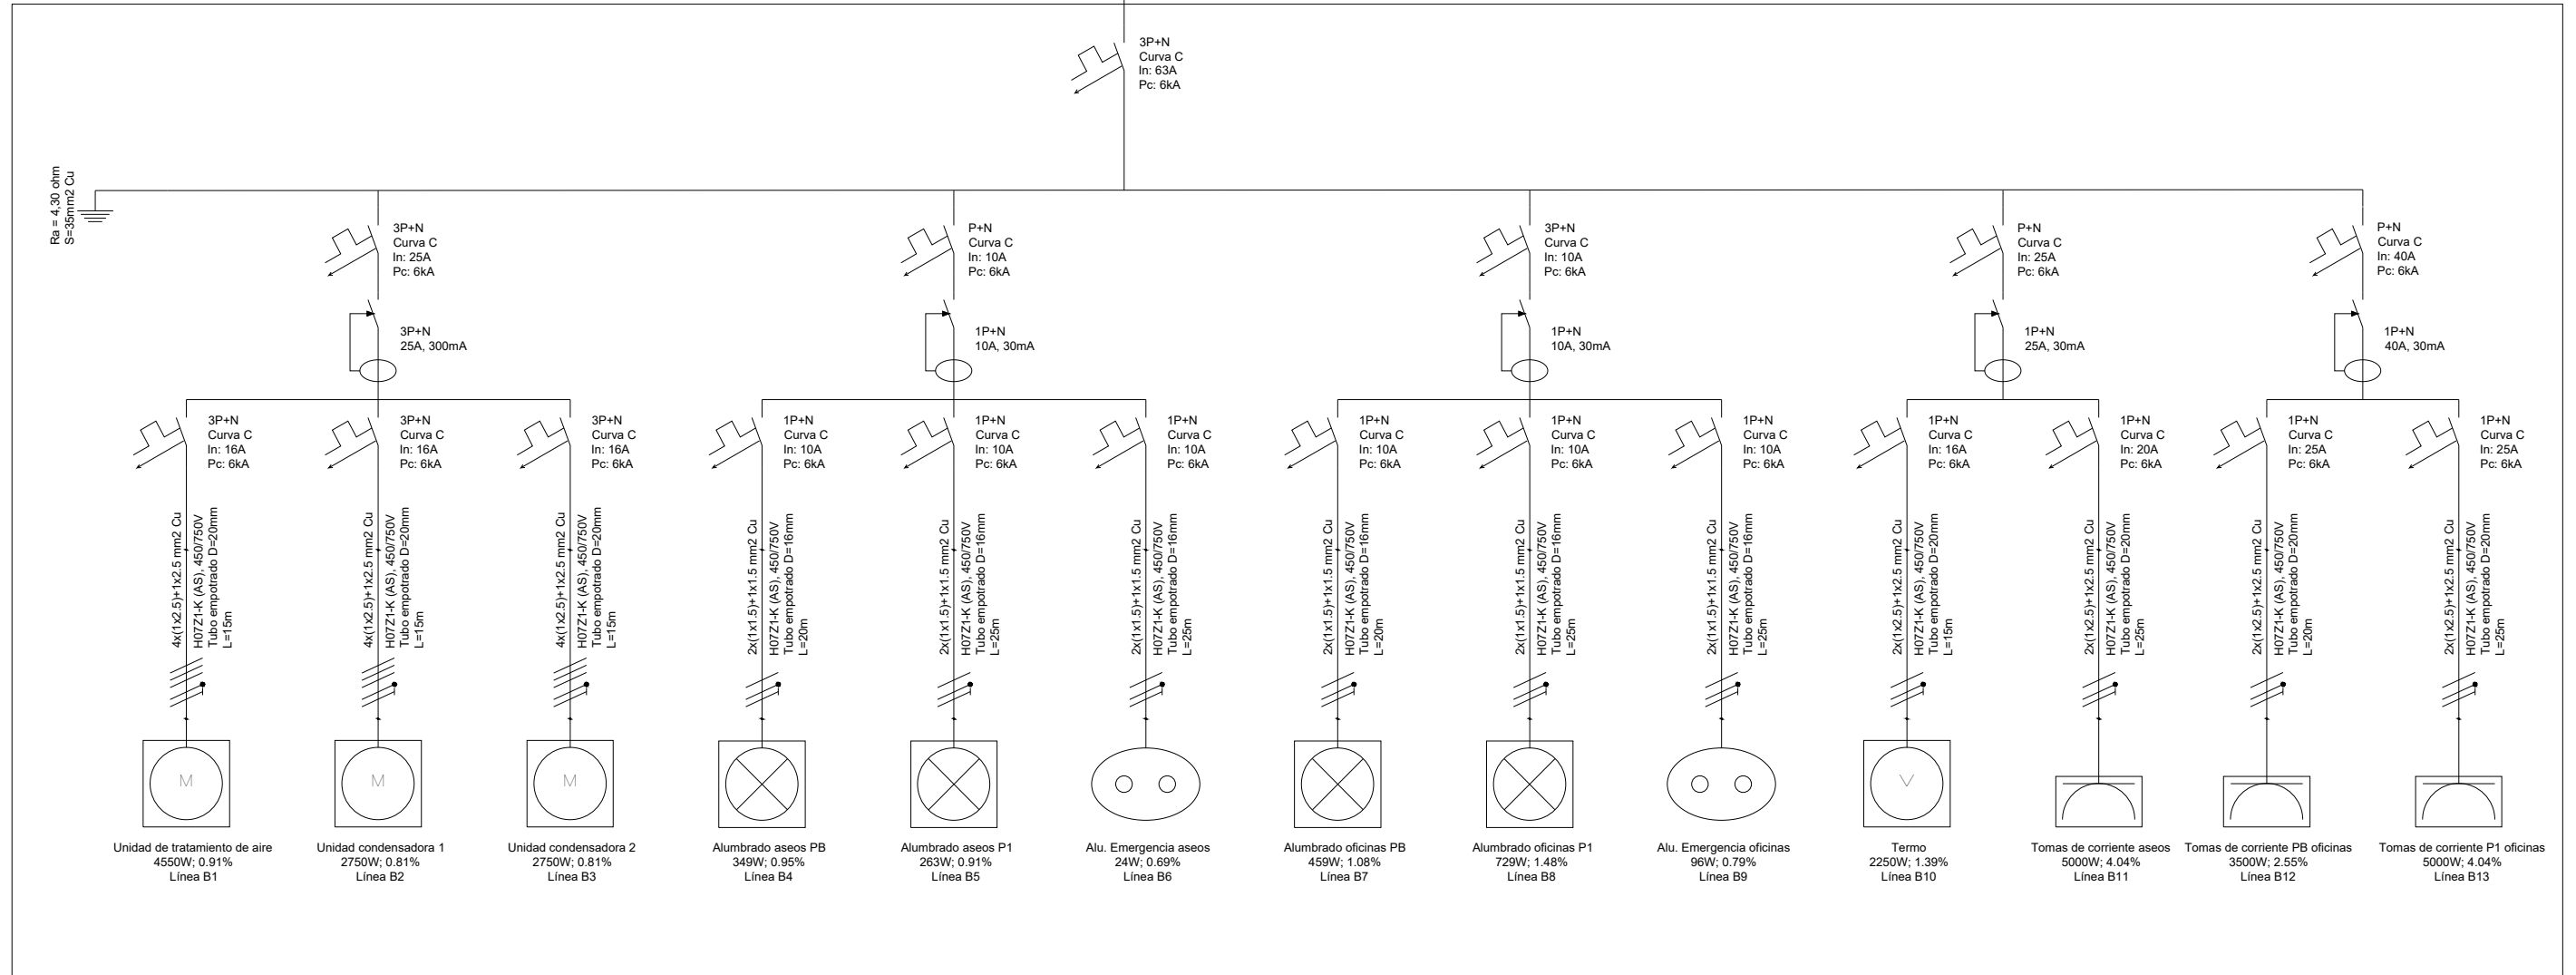 3P+N
Curva C
In: 63A
Pc: 6kA
Ra = 4,30 ohm
S=35mm2 Cu
3P+N
Curva C
In: 25A
Pc: 6kA
P+N
Curva C
In: 10A
Pc: 6kA
3P+N
Curva C
In: 10A
Pc: 6kA
P+N
Curva C
In: 25A
Pc: 6kA
P+N
Curva C
In: 40A
Pc: 6kA
3P+N
25A, 300mA
1P+N
10A, 30mA
1P+N
10A, 30mA
1P+N
25A, 30mA
1P+N
40A, 30mA
3P+N
Curva C
In: 16A
Pc: 6kA
3P+N
Curva C
In: 16A
Pc: 6kA
3P+N
Curva C
In: 16A
Pc: 6kA
1P+N
Curva C
In: 10A
Pc: 6kA
1P+N
Curva C
In: 10A
Pc: 6kA
1P+N
Curva C
In: 10A
Pc: 6kA
1P+N
Curva C
In: 10A
Pc: 6kA
1P+N
Curva C
In: 10A
Pc: 6kA
1P+N
Curva C
In: 10A
Pc: 6kA
1P+N
Curva C
In: 16A
Pc: 6kA
1P+N
Curva C
In: 20A
Pc: 6kA
1P+N
Curva C
In: 25A
Pc: 6kA
1P+N
Curva C
In: 25A
Pc: 6kA
4x(1x2.5)+1x2.5 mm2 Cu
H07Z1-K (AS), 450/750V
Tubo empotrado D=20mm
L=15m
4x(1x2.5)+1x2.5 mm2 Cu
H07Z1-K (AS), 450/750V
Tubo empotrado D=20mm
L=15m
4x(1x2.5)+1x2.5 mm2 Cu
H07Z1-K (AS), 450/750V
Tubo empotrado D=20mm
L=15m
2x(1x1.5)+1x1.5 mm2 Cu
H07Z1-K (AS), 450/750V
Tubo empotrado D=16mm
L=20m
2x(1x1.5)+1x1.5 mm2 Cu
H07Z1-K (AS), 450/750V
Tubo empotrado D=16mm
L=25m
2x(1x1.5)+1x1.5 mm2 Cu
H07Z1-K (AS), 450/750V
Tubo empotrado D=16mm
L=25m
2x(1x1.5)+1x1.5 mm2 Cu
H07Z1-K (AS), 450/750V
Tubo empotrado D=16mm
L=20m
2x(1x1.5)+1x1.5 mm2 Cu
H07Z1-K (AS), 450/750V
Tubo empotrado D=16mm
L=25m
2x(1x1.5)+1x1.5 mm2 Cu
H07Z1-K (AS), 450/750V
Tubo empotrado D=16mm
L=25m
2x(1x2.5)+1x2.5 mm2 Cu
H07Z1-K (AS), 450/750V
Tubo empotrado D=20mm
L=15m
2x(1x2.5)+1x2.5 mm2 Cu
H07Z1-K (AS), 450/750V
Tubo empotrado D=20mm
L=25m
2x(1x2.5)+1x2.5 mm2 Cu
H07Z1-K (AS), 450/750V
Tubo empotrado D=20mm
L=20m
2x(1x2.5)+1x2.5 mm2 Cu
H07Z1-K (AS), 450/750V
Tubo empotrado D=20mm
L=25m
M
M
M
V
Unidad de tratamiento de aire
4550W; 0.91%
Línea B1
Unidad condensadora 1
2750W; 0.81%
Línea B2
Unidad condensadora 2
2750W; 0.81%
Línea B3
Alumbrado aseos PB
349W; 0.95%
Línea B4
Alumbrado aseos P1
263W; 0.91%
Línea B5
Alu. Emergencia aseos
24W; 0.69%
Línea B6
Alumbrado oficinas PB
459W; 1.08%
Línea B7
Alumbrado oficinas P1
729W; 1.48%
Línea B8
Alu. Emergencia oficinas
96W; 0.79%
Línea B9
Termo
2250W; 1.39%
Línea B10
Tomas de corriente aseos
5000W; 4.04%
Línea B11
Tomas de corriente PB oficinas
3500W; 2.55%
Línea B12
Tomas de corriente P1 oficinas
5000W; 4.04%
Línea B13